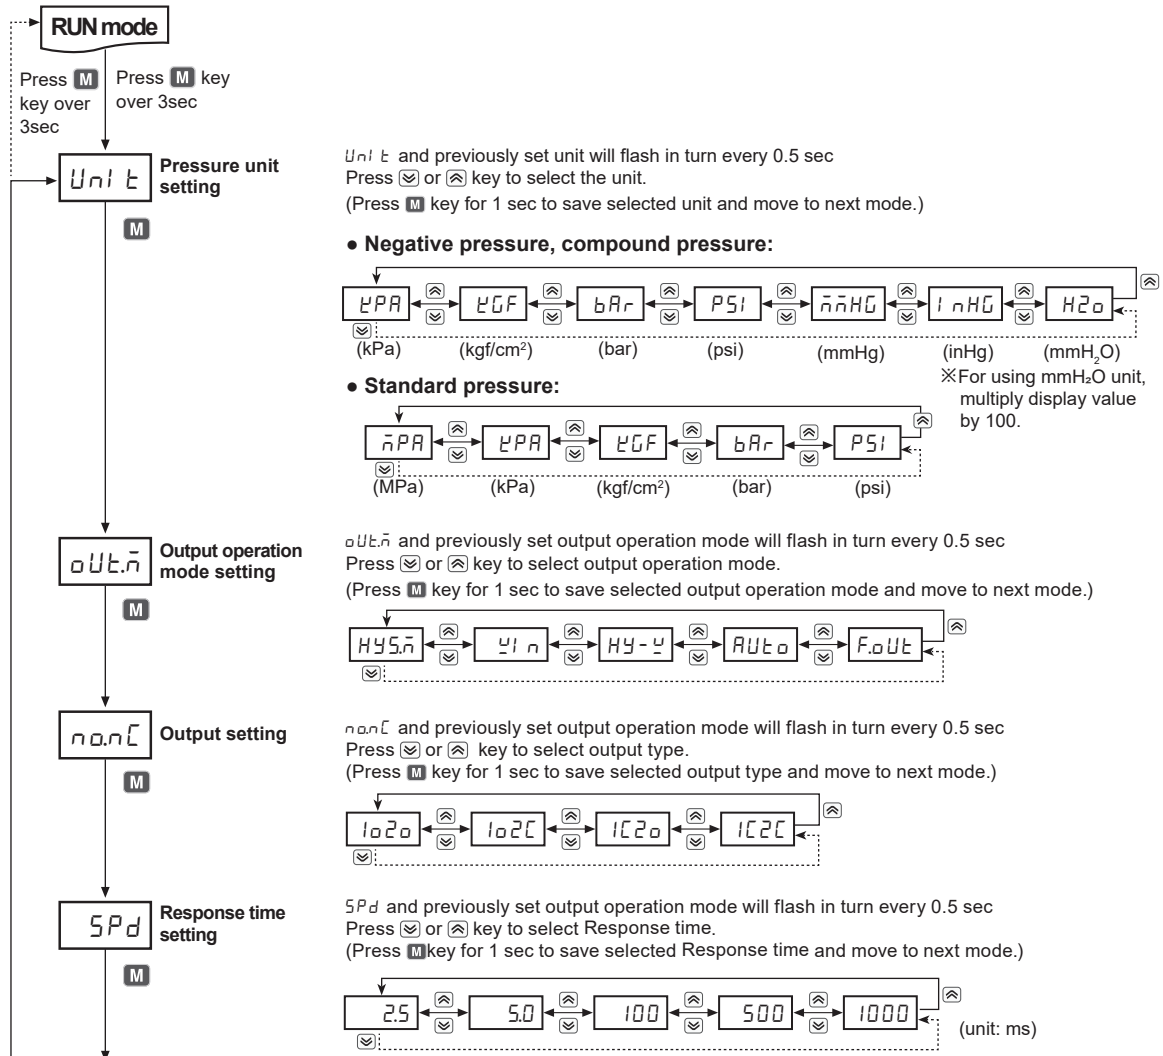 RUN mode
Press M key over 3sec
Press M key over 3sec
UnI t
Pressure unit setting
UnI t and previously set unit will flash in turn every 0.5 sec
Press or key to select the unit.
(Press M key for 1 sec to save selected unit and move to next mode.)
M
● Negative pressure, compound pressure:
kPA kGF bAr PSI mmHG InHG H2o
(kPa) (kgf/cm²) (bar) (psi) (mmHg) (inHg) (mmH₂O)
※For using mmH₂O unit,
multiply display value
by 100.
● Standard pressure:
mPA kPA kGF bAr PSI
(MPa) (kPa) (kgf/cm²) (bar) (psi)
oUt.m
Output operation mode setting
oUt.m and previously set output operation mode will flash in turn every 0.5 sec
Press or key to select output operation mode.
(Press M key for 1 sec to save selected output operation mode and move to next mode.)
M
HYS.m WIn HY-W AUto F.oUt
no.nC
Output setting
no.nC and previously set output operation mode will flash in turn every 0.5 sec
Press or key to select output type.
(Press M key for 1 sec to save selected output type and move to next mode.)
M
1o2o 1o2C 1C2o 1C2C
SPd
Response time setting
SPd and previously set output operation mode will flash in turn every 0.5 sec
Press or key to select Response time.
(Press M key for 1 sec to save selected Response time and move to next mode.)
M
2.5 5.0 100 500 1000
(unit: ms)